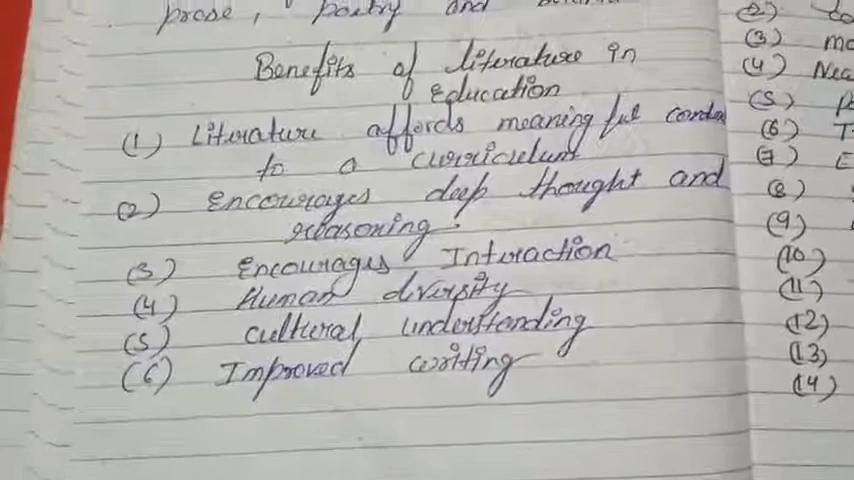 prose, poetry and
Benefits of literature in
Education
(1) Literature affords meaningful
to a curriculum
(2) Encourages deep thought and
reasoning.
(3) Encourages Interaction
(4) Human diversity
(5) cultural understanding
(6) Improved writing
(2)
(3)
(4) Nea
(5)
(6)
(7)
(8)
(9)
(10)
(11)
(12)
(13)
(14)